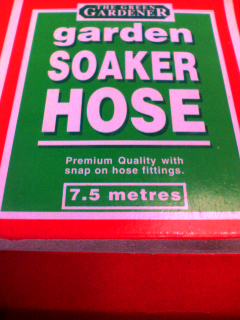 THE GREEN
GARDENER
garden
SOAKER
HOSE
Premium Quality with
snap on hose fittings.
7.5 metres